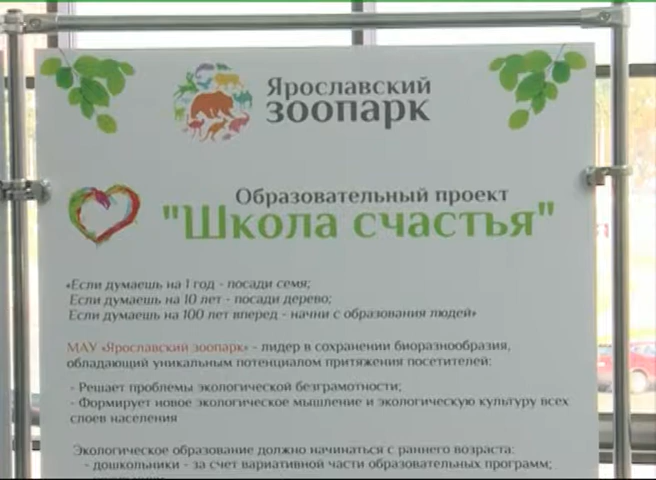 Ярославский
зоопарк
Образовательный проект
"Школа счастья"
«Если думаешь на 1 год - посади семя;
Если думаешь на 10 лет - посади дерево;
Если думаешь на 100 лет вперед - начни с образования людей»
МАУ «Ярославский зоопарк» - лидер в сохранении биоразнообразия,
обладающий уникальным потенциалом притяжения посетителей:
- Решает проблемы экологической безграмотности;
- Формирует новое экологическое мышление и экологическую культуру всех
слоев населения
Экологическое образование должно начинаться с раннего возраста:
- дошкольники - за счет вариативной части образовательных программ;